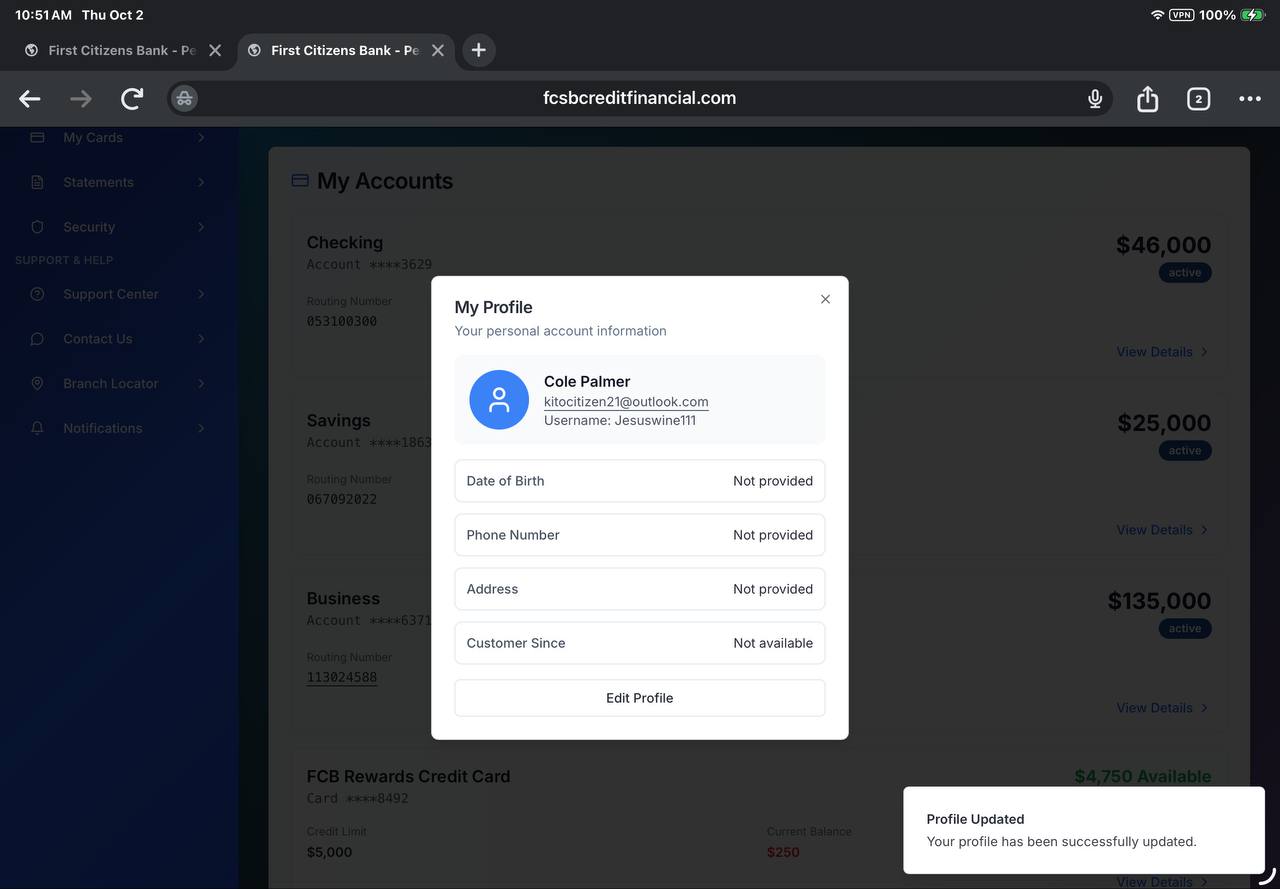 10:51 AM Thu Oct 2
VPN 100%
First Citizens Bank - Pe
First Citizens Bank - Pe
fcsbcreditfinancial.com
2
My Cards
Statements
Security
SUPPORT & HELP
Support Center
Contact Us
Branch Locator
Notifications
My Accounts
Checking
$46,000
Account ****3629
active
Routing Number
053100300
View Details
Savings
$25,000
Account ****1863
active
Routing Number
067092022
View Details
Business
$135,000
Account ****6371
active
Routing Number
113024588
View Details
FCB Rewards Credit Card
$4,750 Available
Card ****8492
Credit Limit
Current Balance
$5,000
$250
View Details
My Profile
Your personal account information
Cole Palmer
kitocitizen21@outlook.com
Username: Jesuswine111
Date of Birth
Not provided
Phone Number
Not provided
Address
Not provided
Customer Since
Not available
Edit Profile
Profile Updated
Your profile has been successfully updated.